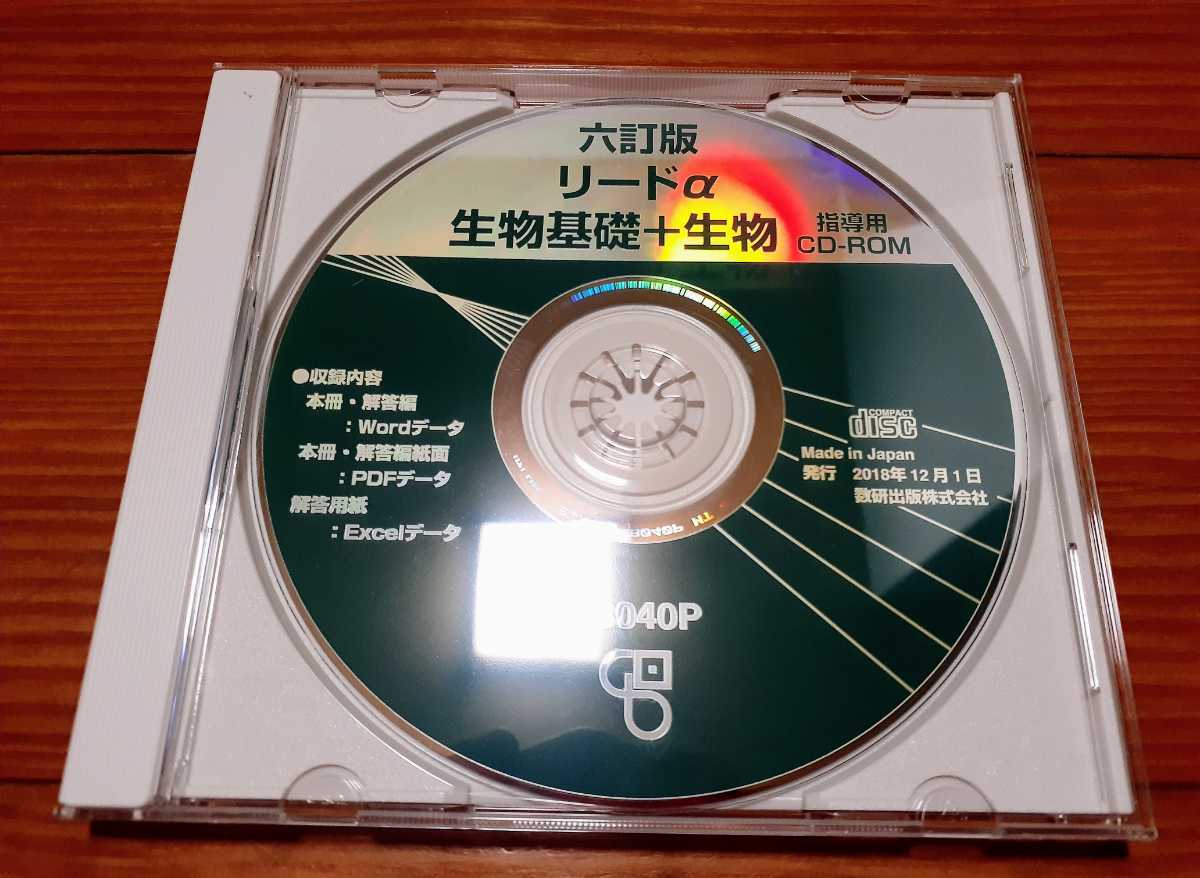 六訂版
リードα
生物基礎+生物
指導用
CD-ROM
●収録内容
本冊・解答編
:Wordデータ
本冊・解答編紙面
:PDFデータ
解答用紙
:Excelデータ
COMPACT
disc
Made in Japan
発行 2018年12月1日
数研出版株式会社
040P